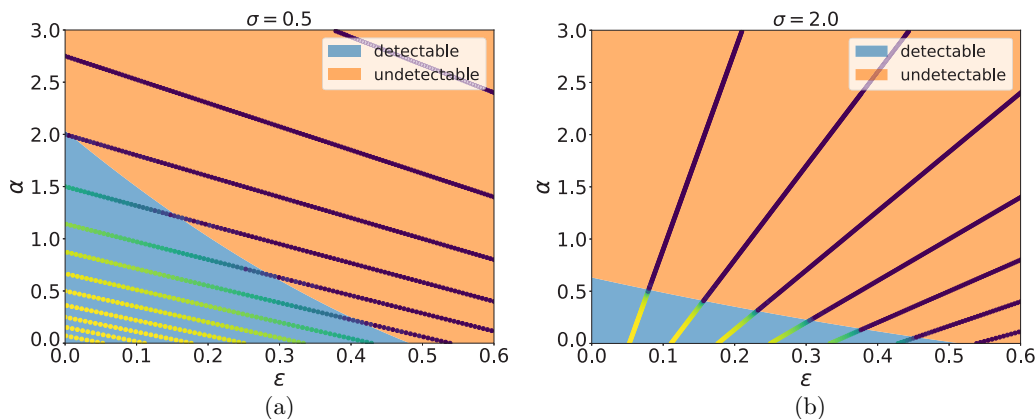 σ = 0.5
3.0
2.5
2.0
1.5
1.0
0.5
0.0
α
detectable
undetectable
0.0 0.1 0.2 0.3 0.4 0.5 0.6
ε
(a)
σ = 2.0
3.0
2.5
2.0
1.5
1.0
0.5
0.0
α
detectable
undetectable
0.0 0.1 0.2 0.3 0.4 0.5 0.6
ε
(b)